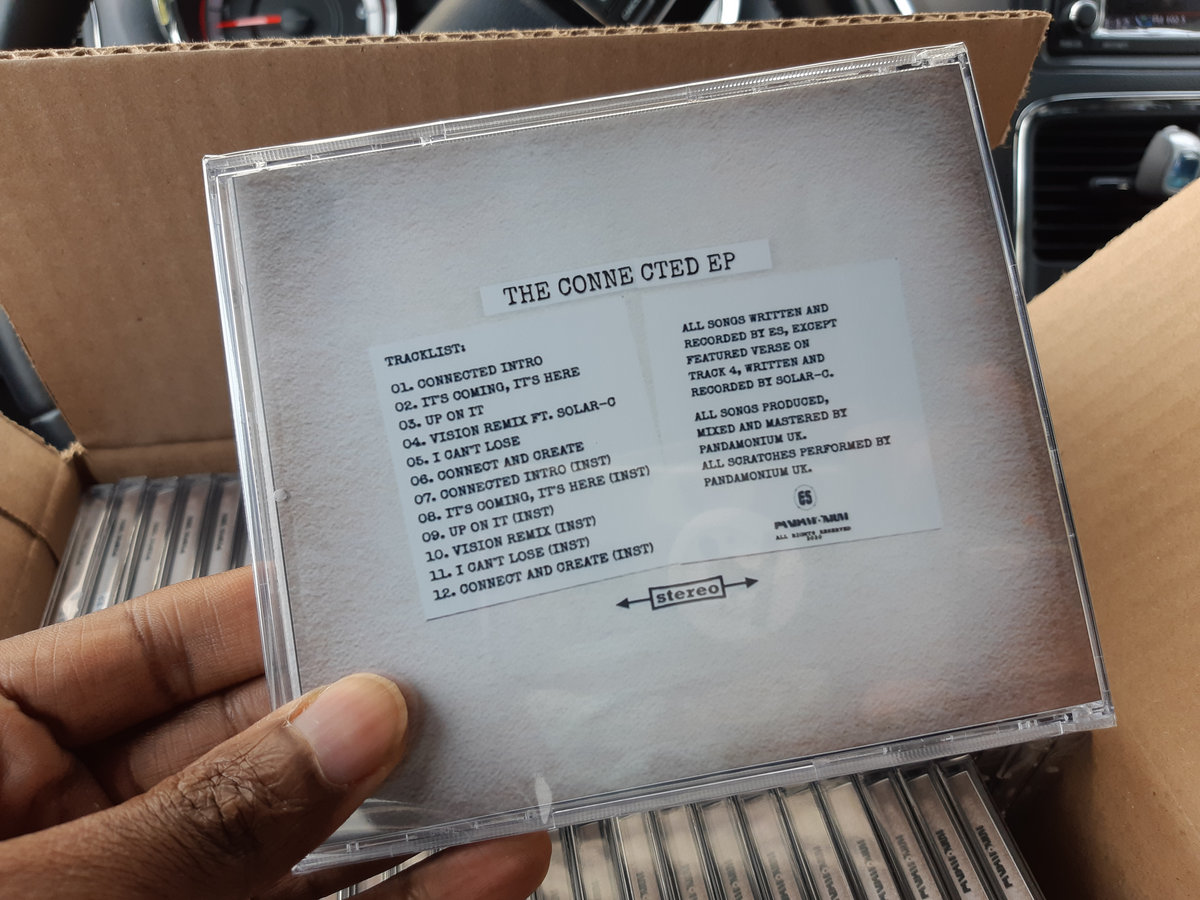 THE CONNE CTED EP
TRACKLIST:
01. CONNECTED INTRO
02. IT'S COMING, IT'S HERE
03. UP ON IT
04. VISION REMIX FT. SOLAR-C
05. I CAN'T LOSE
06. CONNECT AND CREATE
07. CONNECTED INTRO (INST)
08. IT'S COMING, IT'S HERE (INST)
09. UP ON IT (INST)
10. VISION REMIX (INST)
11. I CAN'T LOSE (INST)
12. CONNECT AND CREATE (INST)
ALL SONGS WRITTEN AND
RECORDED BY ES, EXCEPT
FEATURED VERSE ON
TRACK 4, WRITTEN AND
RECORDED BY SOLAR-C.
ALL SONGS PRODUCED,
MIXED AND MASTERED BY
PANDAMONIUM UK.
ALL SCRATCHES PERFORMED BY
PANDAMONIUM UK.
ES
ALL RIGHTS RESERVED
2020
stereo